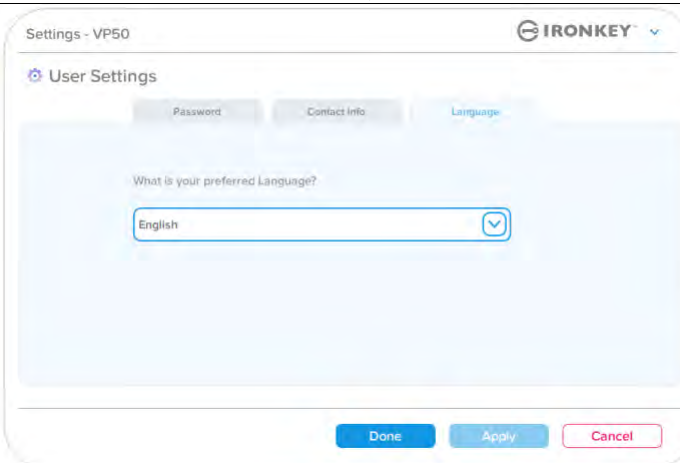 Settings - VP50
IRONKEY
User Settings
Password
Contact Info
Language
What is your preferred Language?
English
Done
Apply
Cancel